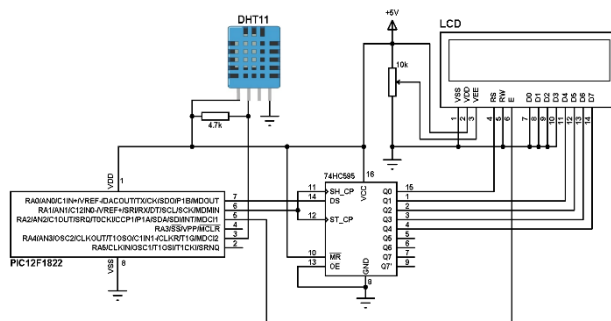 DHT11
+5V
LCD
10k
4.7k
VSS
VDD
VEE
RS
RW
E
D0
D1
D2
D3
D4
D5
D6
D7
1
2
3
4
5
6
7
8
9
10
11
12
13
14
VDD
1
74HC595
16
VCC
RA0/AN0/C1IN+/VREF+/DACOUT/TX/CK/SDO/P1B/MDOUT 7
RA1/AN1/C12IN0-/VREF+/SRI/RX/DT/SCL/SCK/MDMIN 6
RA2/AN2/C1OUT/SRQ/T0CKI/CCP1/P1A/SDA/SDI/INT/MDCI1 5
RA3/SS/VPP/MCLR 4
RA4/AN3/OSC2/CLKOUT/T1OSO/C1IN1-/CLKR/T1G/MDCI2 3
RA5/CLKIN/OSC1/T1OSI/T1CKI/SRNQ 2
VSS
8
PIC12F1822
11 SH_CP
14 DS
12 ST_CP
10 MR
13 OE
Q0 15
Q1 1
Q2 2
Q3 3
Q4 4
Q5 5
Q6 6
Q7 7
Q7' 9
GND
8